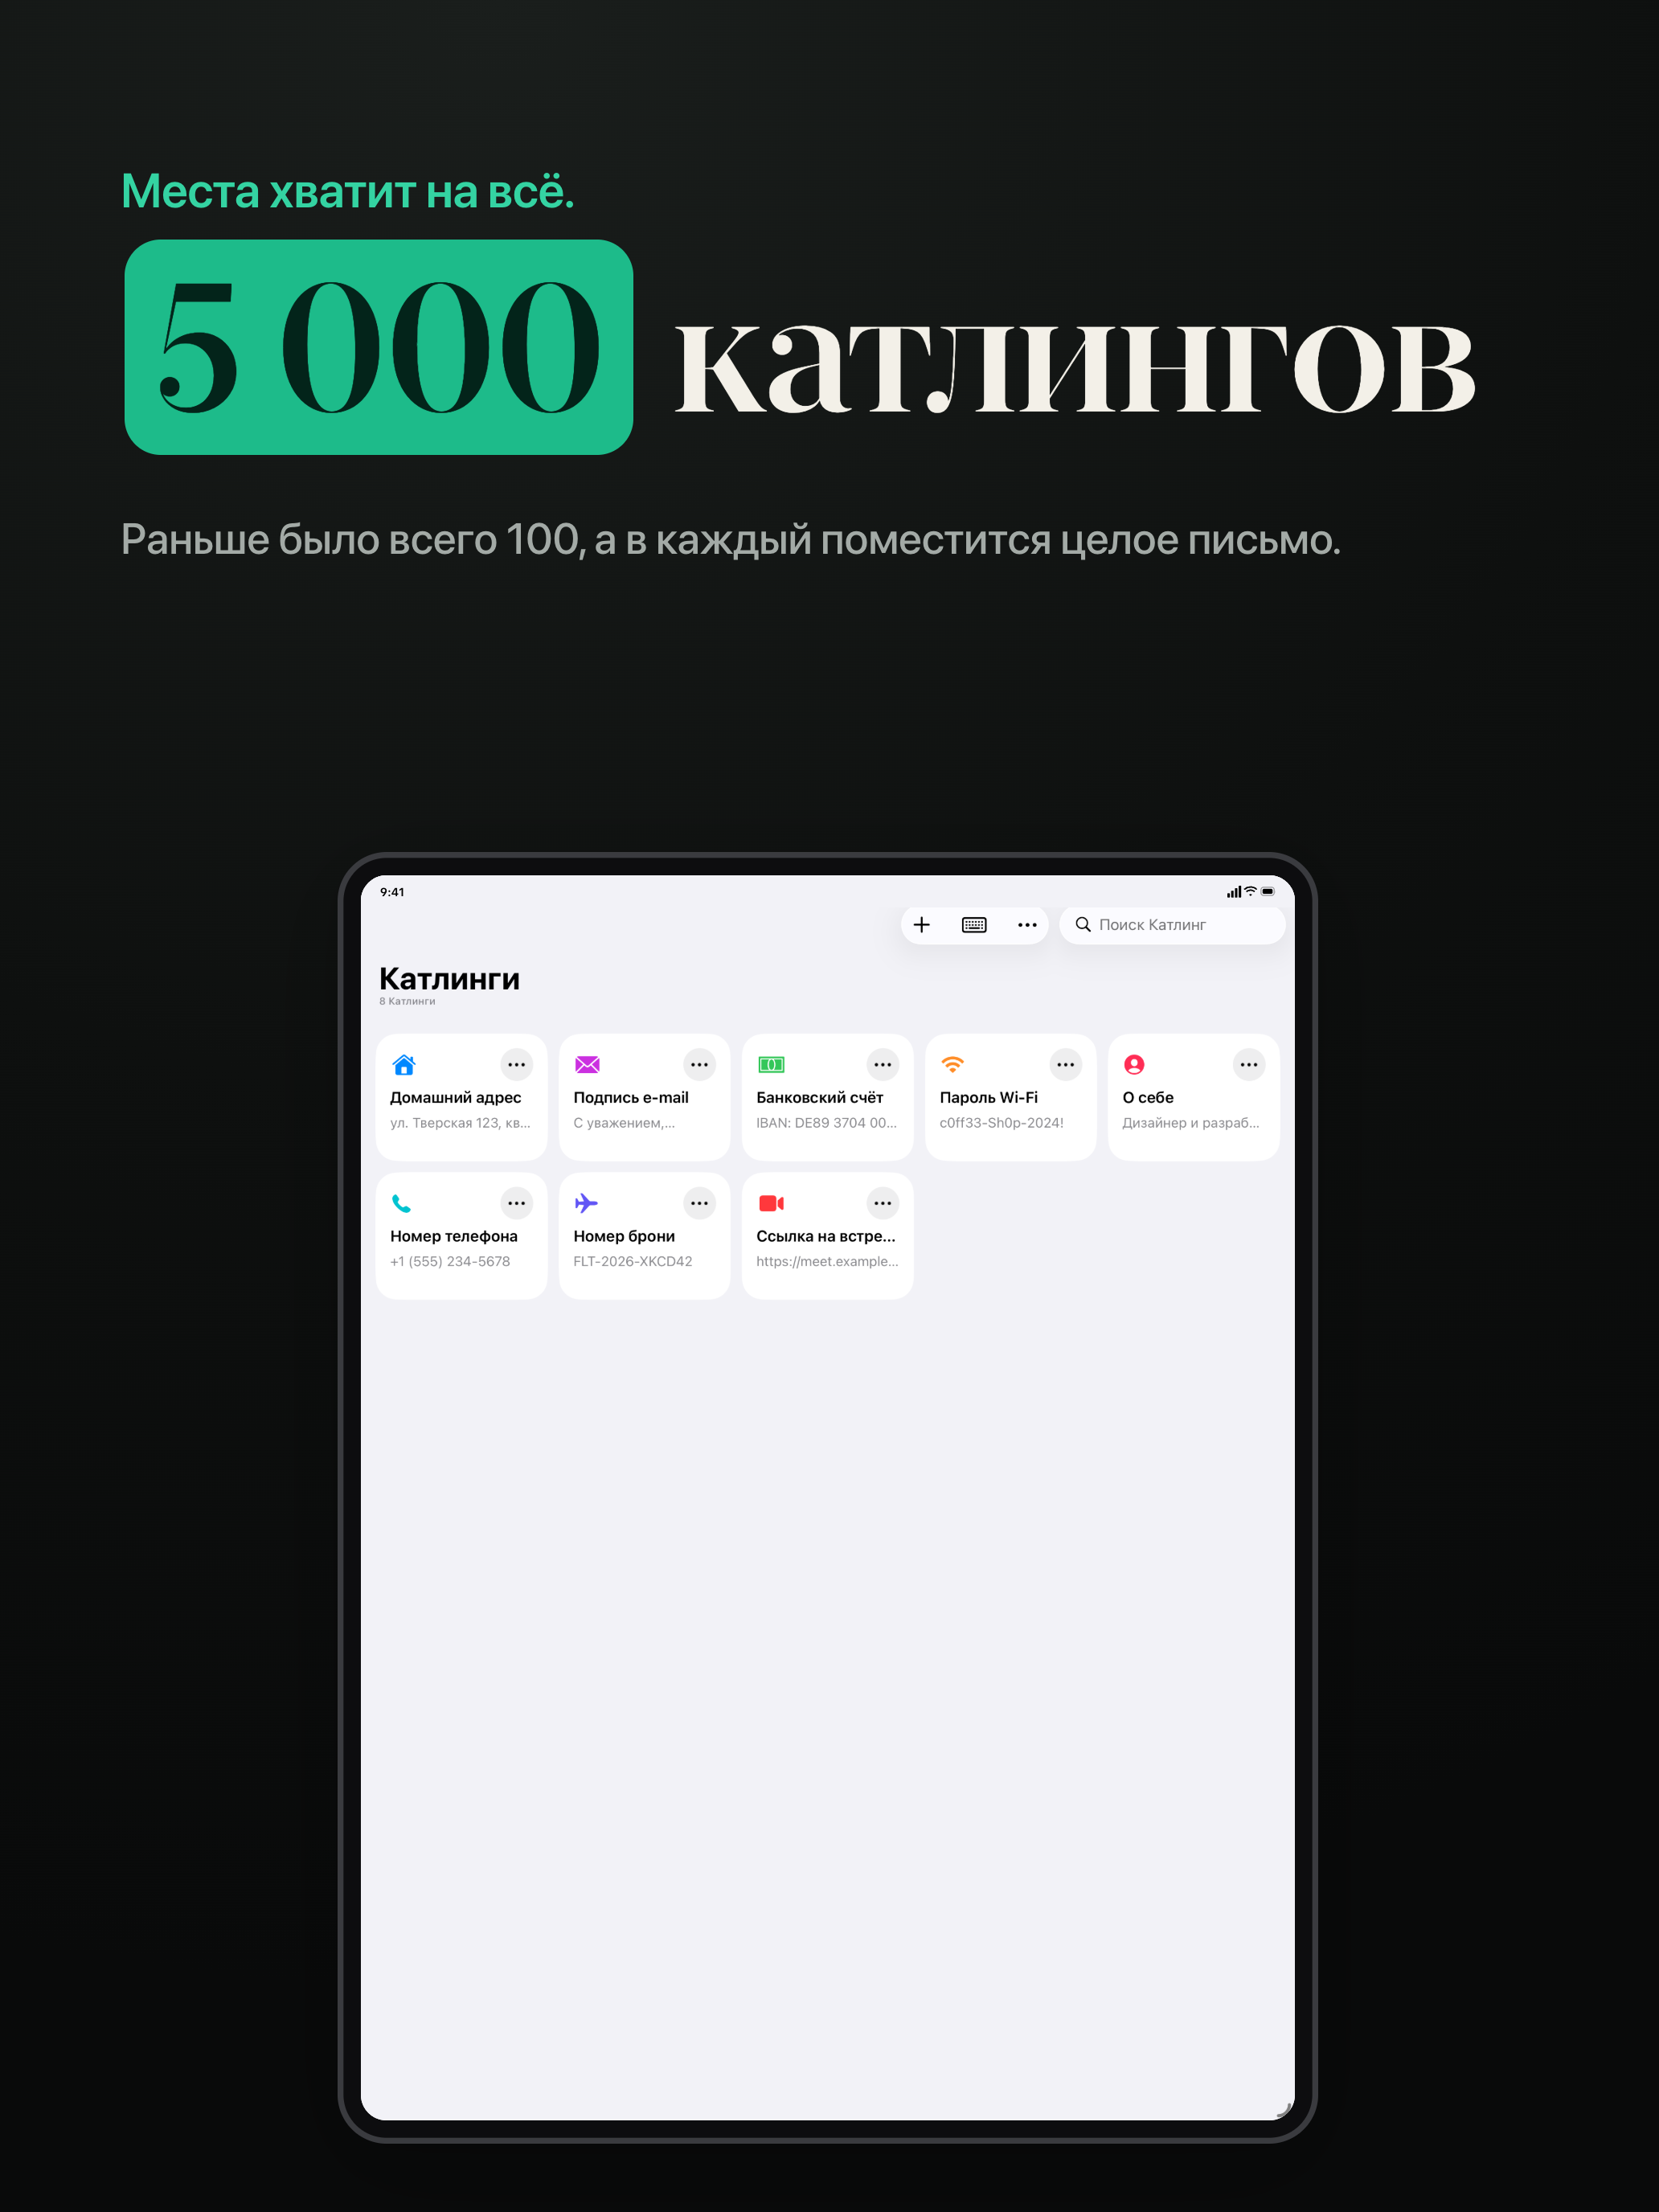 Места хватит на всё.
5 000 катлингов
Раньше было всего 100, а в каждый поместится целое письмо.
9:41
Поиск Катлинг
Катлинги
8 Катлинги
Домашний адрес
ул. Тверская 123, кв...
Подпись e-mail
С уважением,...
Банковский счёт
IBAN: DE89 3704 00...
Пароль Wi-Fi
c0ff33-Sh0p-2024!
О себе
Дизайнер и разраб...
Номер телефона
+1 (555) 234-5678
Номер брони
FLT-2026-XKCD42
Ссылка на встре...
https://meet.example...